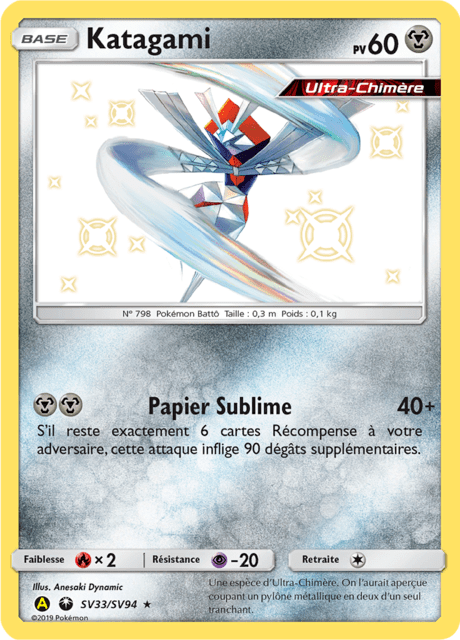 BASE Katagami PV60
Ultra-Chimère
N° 798 Pokémon Battô Taille : 0,3 m Poids : 0,1 kg
Papier Sublime 40+
S'il reste exactement 6 cartes Récompense à votre
adversaire, cette attaque inflige 90 dégâts supplémentaires.
Faiblesse × 2 Résistance -20 Retraite
Illus. Anesaki Dynamic
A SV33/SV94
©2019 Pokémon
Une espèce d'Ultra-Chimère. On l'aurait aperçue
coupant un pylône métallique en deux d'un seul
tranchant.